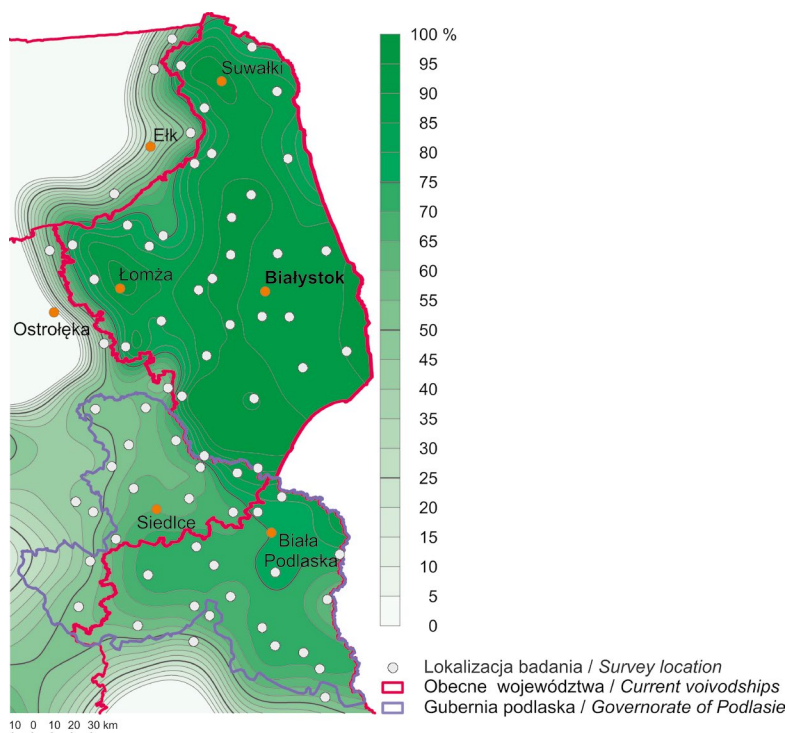 100 %
95
90
85
80
75
70
65
60
55
50
45
40
35
30
25
20
15
10
5
0
Suwałki
Ełk
Łomża
Białystok
Ostrołęka
Siedlce
Biała
Podlaska
Lokalizacja badania / Survey location
Obecne województwa / Current voivodships
Gubernia podlaska / Governorate of Podlasie
10 0 10 20 30 km